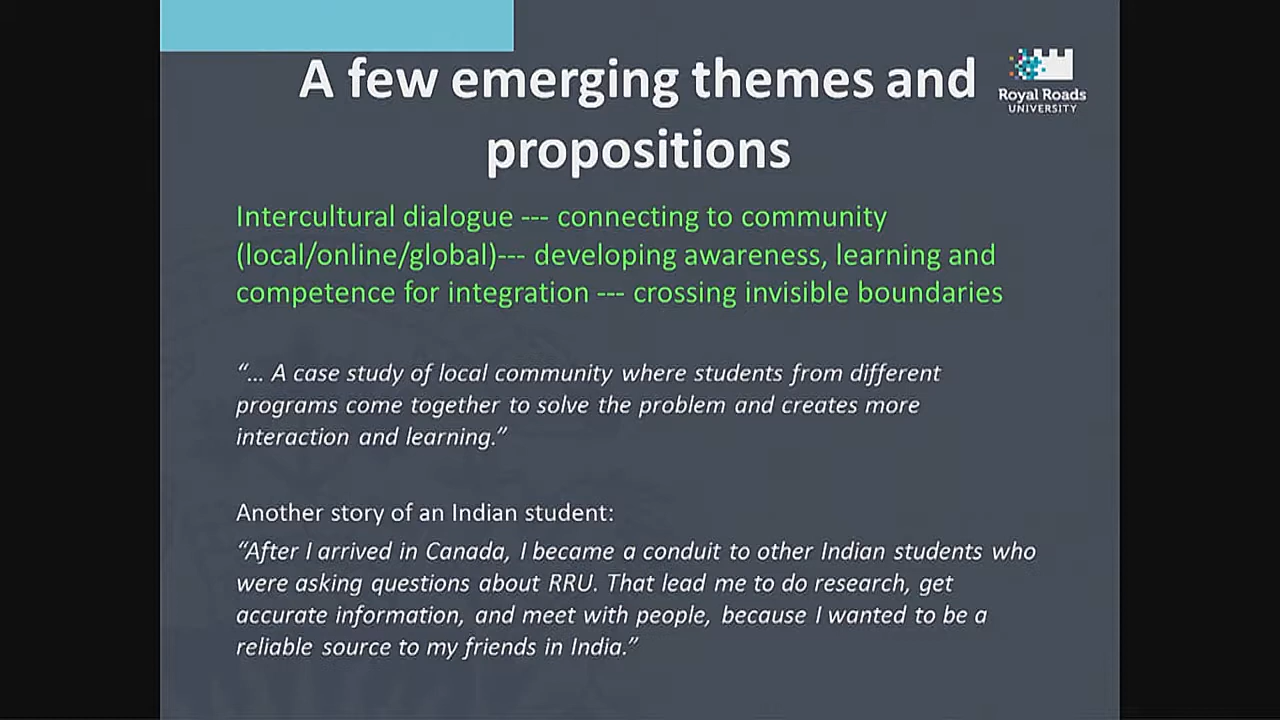 A few emerging themes and
propositions
Royal Roads
UNIVERSITY
Intercultural dialogue --- connecting to community
(local/online/global)--- developing awareness, learning and
competence for integration --- crossing invisible boundaries
“... A case study of local community where students from different
programs come together to solve the problem and creates more
interaction and learning.”
Another story of an Indian student:
“After I arrived in Canada, I became a conduit to other Indian students who
were asking questions about RRU. That lead me to do research, get
accurate information, and meet with people, because I wanted to be a
reliable source to my friends in India.”